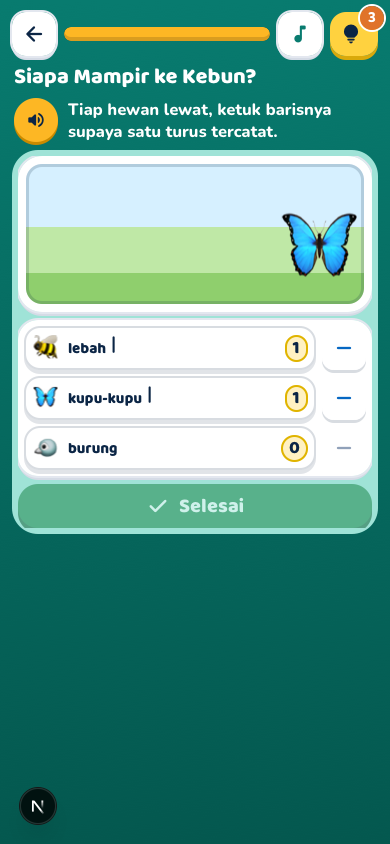 3
Siapa Mampir ke Kebun?
Tiap hewan lewat, ketuk barisnya
supaya satu turus tercatat.
lebah | 1
kupu-kupu | 1
burung 0
Selesai
N